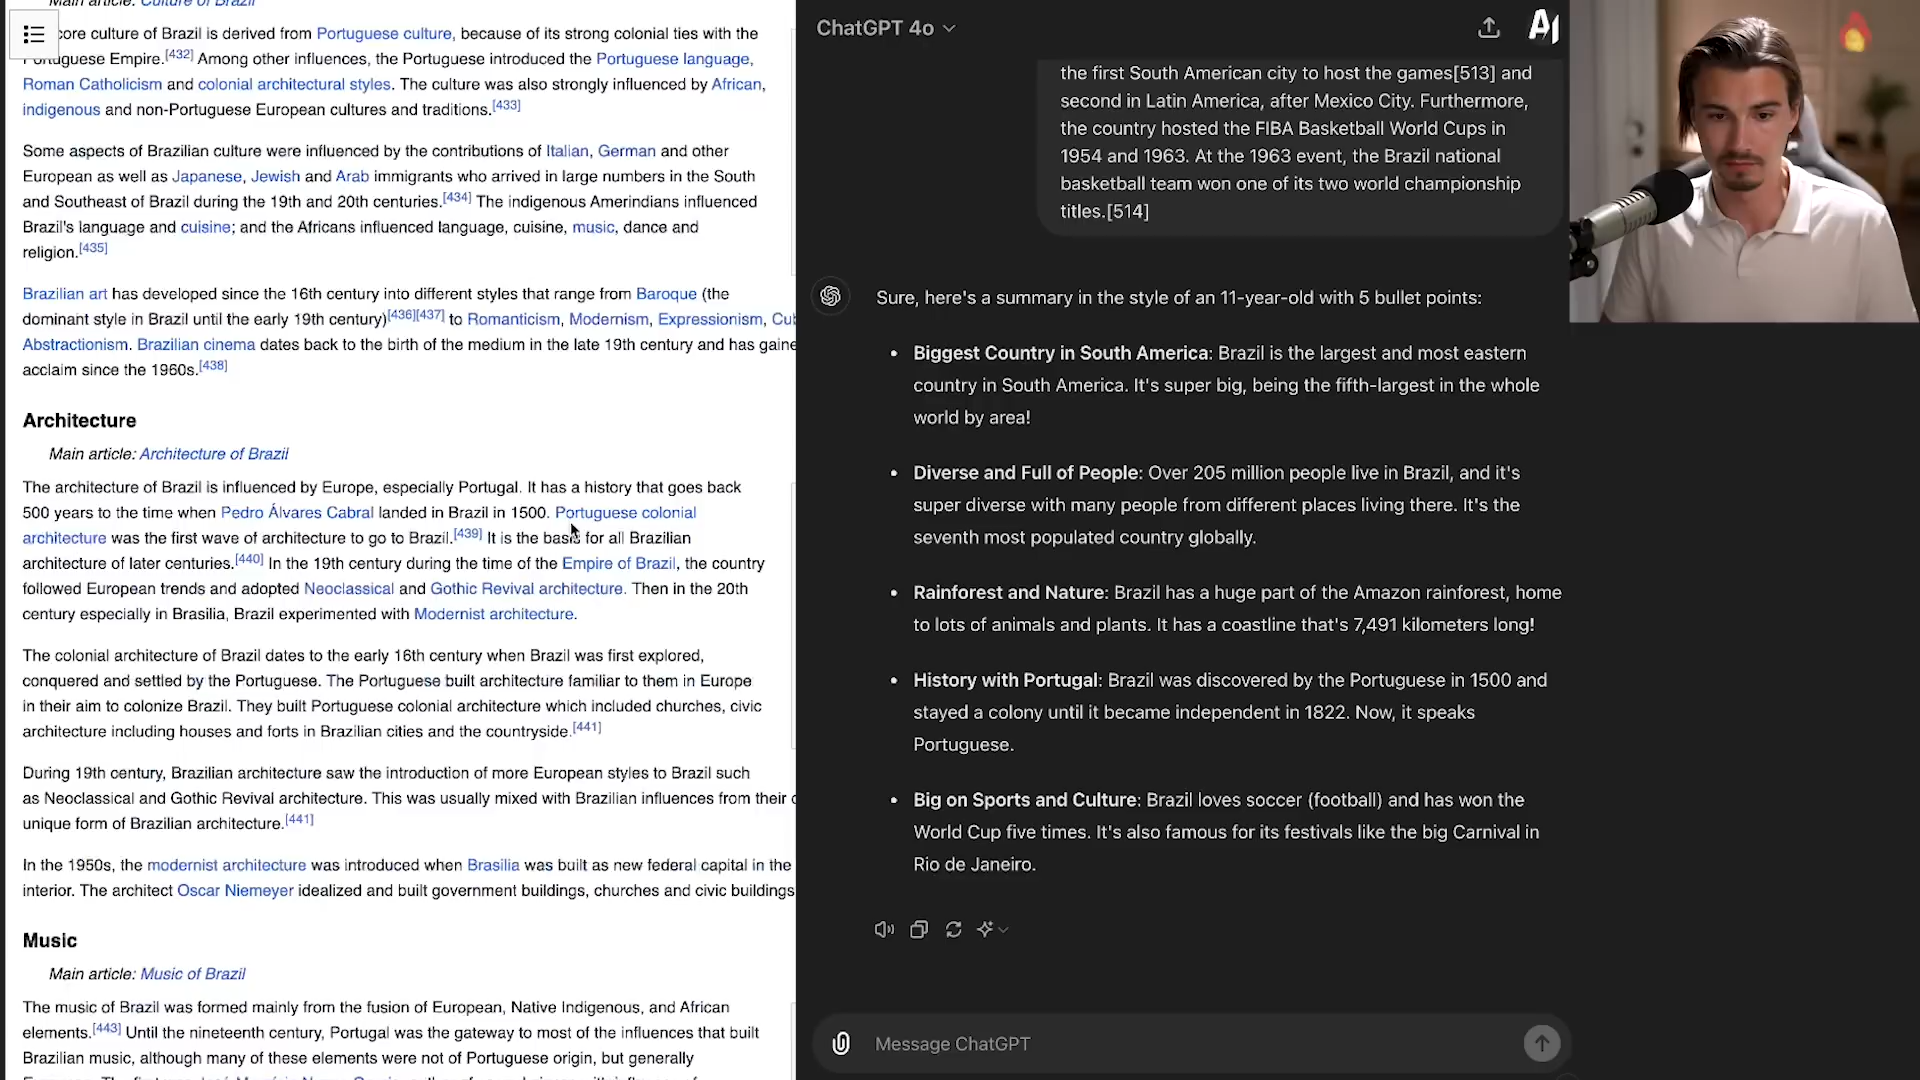 Main article: Culture of Brazil
core culture of Brazil is derived from Portuguese culture, because of its strong colonial ties with the
Portuguese Empire.[432] Among other influences, the Portuguese introduced the Portuguese language,
Roman Catholicism and colonial architectural styles. The culture was also strongly influenced by African,
indigenous and non-Portuguese European cultures and traditions.[433]
Some aspects of Brazilian culture were influenced by the contributions of Italian, German and other
European as well as Japanese, Jewish and Arab immigrants who arrived in large numbers in the South
and Southeast of Brazil during the 19th and 20th centuries.[434] The indigenous Amerindians influenced
Brazil's language and cuisine; and the Africans influenced language, cuisine, music, dance and
religion.[435]
Brazilian art has developed since the 16th century into different styles that range from Baroque (the
dominant style in Brazil until the early 19th century)[436][437] to Romanticism, Modernism, Expressionism, Cu
Abstractionism. Brazilian cinema dates back to the birth of the medium in the late 19th century and has gaine
acclaim since the 1960s.[438]
Architecture
Main article: Architecture of Brazil
The architecture of Brazil is influenced by Europe, especially Portugal. It has a history that goes back
500 years to the time when Pedro Álvares Cabral landed in Brazil in 1500. Portuguese colonial
architecture was the first wave of architecture to go to Brazil.[439] It is the basis for all Brazilian
architecture of later centuries.[440] In the 19th century during the time of the Empire of Brazil, the country
followed European trends and adopted Neoclassical and Gothic Revival architecture. Then in the 20th
century especially in Brasilia, Brazil experimented with Modernist architecture.
The colonial architecture of Brazil dates to the early 16th century when Brazil was first explored,
conquered and settled by the Portuguese. The Portuguese built architecture familiar to them in Europe
in their aim to colonize Brazil. They built Portuguese colonial architecture which included churches, civic
architecture including houses and forts in Brazilian cities and the countryside.[441]
During 19th century, Brazilian architecture saw the introduction of more European styles to Brazil such
as Neoclassical and Gothic Revival architecture. This was usually mixed with Brazilian influences from their
unique form of Brazilian architecture.[441]
In the 1950s, the modernist architecture was introduced when Brasilia was built as new federal capital in the
interior. The architect Oscar Niemeyer idealized and built government buildings, churches and civic buildings
Music
Main article: Music of Brazil
The music of Brazil was formed mainly from the fusion of European, Native Indigenous, and African
elements.[443] Until the nineteenth century, Portugal was the gateway to most of the influences that built
Brazilian music, although many of these elements were not of Portuguese origin, but generally
ChatGPT 4o
AI
the first South American city to host the games[513] and
second in Latin America, after Mexico City. Furthermore,
the country hosted the FIBA Basketball World Cups in
1954 and 1963. At the 1963 event, the Brazil national
basketball team won one of its two world championship
titles.[514]
Sure, here's a summary in the style of an 11-year-old with 5 bullet points:
• Biggest Country in South America: Brazil is the largest and most eastern
country in South America. It's super big, being the fifth-largest in the whole
world by area!
• Diverse and Full of People: Over 205 million people live in Brazil, and it's
super diverse with many people from different places living there. It's the
seventh most populated country globally.
• Rainforest and Nature: Brazil has a huge part of the Amazon rainforest, home
to lots of animals and plants. It has a coastline that's 7,491 kilometers long!
• History with Portugal: Brazil was discovered by the Portuguese in 1500 and
stayed a colony until it became independent in 1822. Now, it speaks
Portuguese.
• Big on Sports and Culture: Brazil loves soccer (football) and has won the
World Cup five times. It's also famous for its festivals like the big Carnival in
Rio de Janeiro.
Message ChatGPT